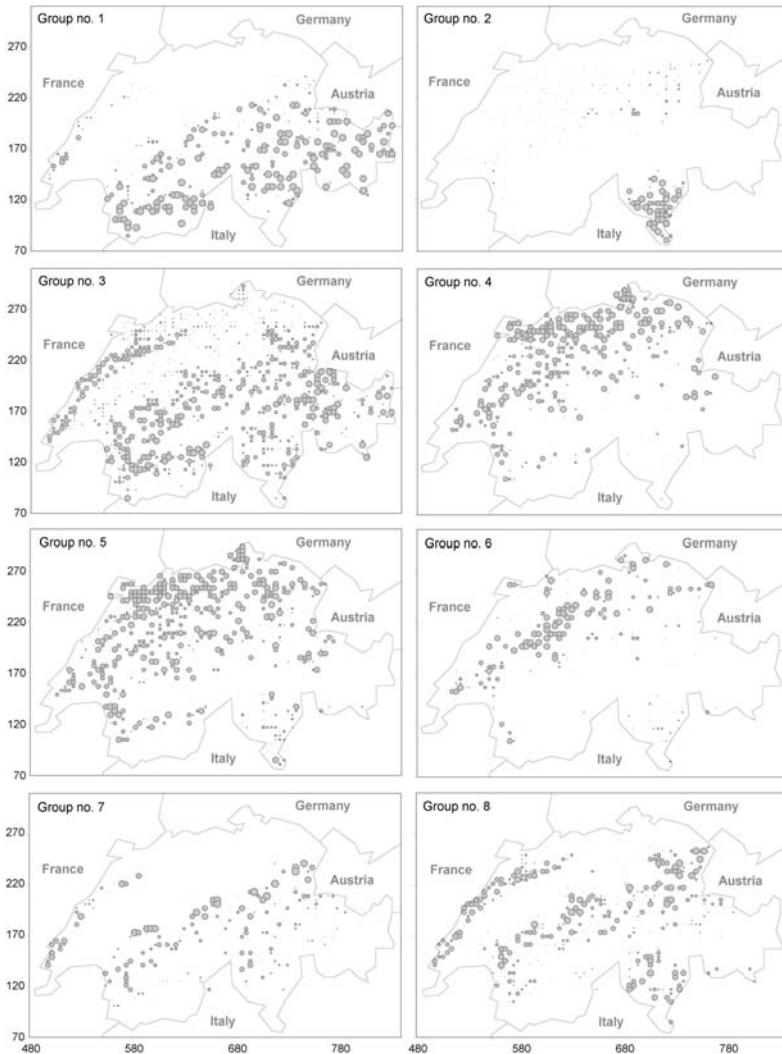 Group no. 1 Germany
Group no. 2 Germany
270
France
France
220
Austria
Austria
170
120
Italy
Italy
70
Group no. 3 Germany
Group no. 4 Germany
270
France
France
220
Austria
Austria
170
120
Italy
Italy
70
Group no. 5 Germany
Group no. 6 Germany
270
France
France
220
Austria
Austria
170
120
Italy
Italy
70
Group no. 7 Germany
Group no. 8 Germany
270
France
France
220
Austria
Austria
170
120
Italy
Italy
70
480 580 680 780 480 580 680 780